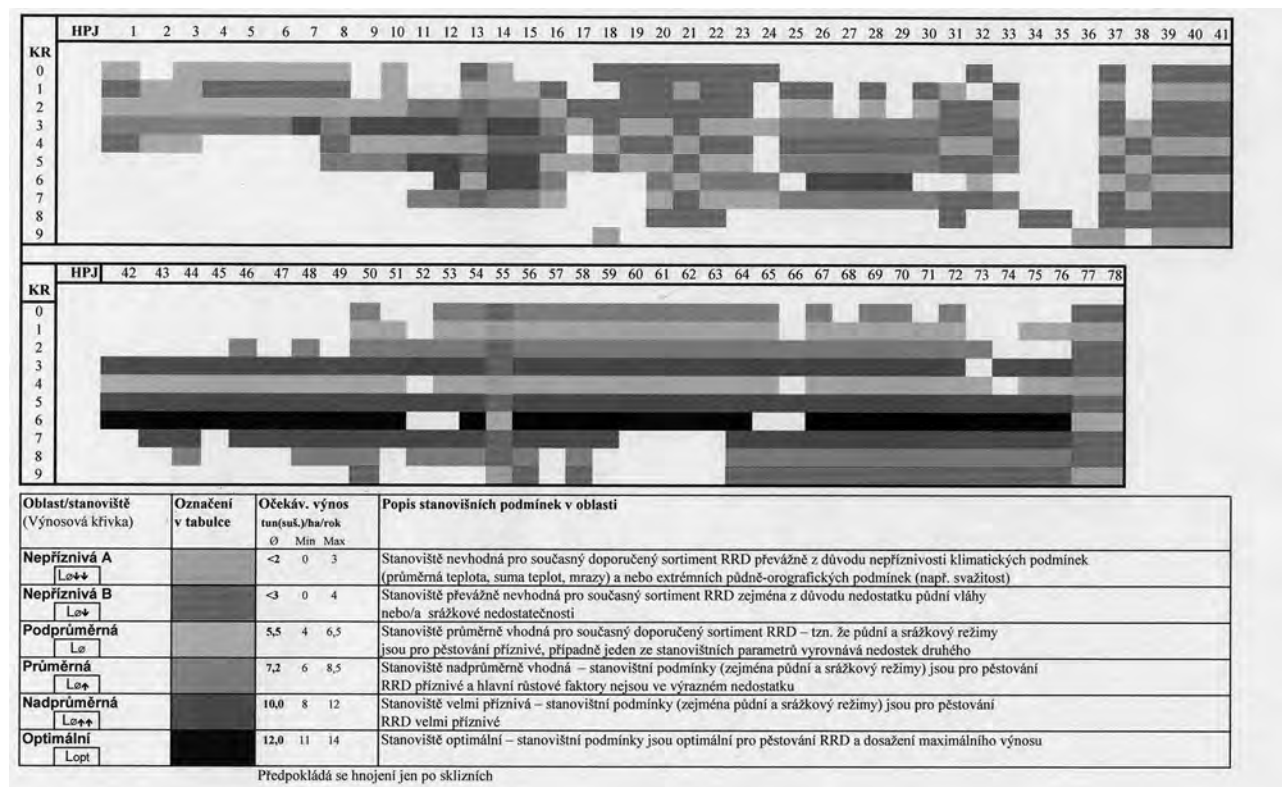 HPJ 1 2 3 4 5 6 7 8 9 10 11 12 13 14 15 16 17 18 19 20 21 22 23 24 25 26 27 28 29 30 31 32 33 35 36 37 38 39 40 41
KR
0
1
2
3
4
5
6
7
8
9
HPJ 42 43 44 45 46 47 48 49 50 51 52 53 54 55 56 57 58 59 60 61 62 63 64 65 66 67 68 69 70 71 72 73 74 75 76 77 78
KR
0
1
2
3
4
5
6
7
8
9
Oblast/stanoviště Označení Očekáv. výnos Popis stanovišních podmínek v oblasti
(Výnosová křivka) v tabulce tun(suš.)/ha/rok
Ø Min Max
Nepříznivá A <2 0 3 Stanoviště nevhodná pro současný doporučený sortiment RRD převážně z důvodu nepříznivosti klimatických podmínek
Lø↓↓ (průměrná teplota, suma teplot, mrazy) a nebo extrémních půdně-orografických podmínek (např. svažitost)
Nepříznivá B <3 0 4 Stanoviště převážně nevhodná pro současný sortiment RRD zejména z důvodu nedostatku půdní vláhy
Lø↓ nebo/a srážkové nedostatečnosti
Podprůměrná 5,5 4 6,5 Stanoviště průměrně vhodná pro současný doporučený sortiment RRD – tzn. že půdní a srážkový režimy
Lø jsou pro pěstování příznivé, případně jeden ze stanovištních parametrů vyrovnává nedostek druhého
Průměrná 7,2 6 8,5 Stanoviště nadprůměrně vhodná – stanovištní podmínky (zejména půdní a srážkový režimy) jsou pro pěstování
Lø↑ RRD příznivé a hlavní růstové faktory nejsou ve výrazném nedostatku
Nadprůměrná 10,0 8 12 Stanoviště velmi příznivá – stanovištní podmínky (zejména půdní a srážkový režimy) jsou pro pěstování
Lø↑↑ RRD velmi příznivé
Optimální 12,0 11 14 Stanoviště optimální – stanovištní podmínky jsou optimální pro pěstování RRD a dosažení maximálního výnosu
Lopt
Předpokládá se hnojení jen po sklizních